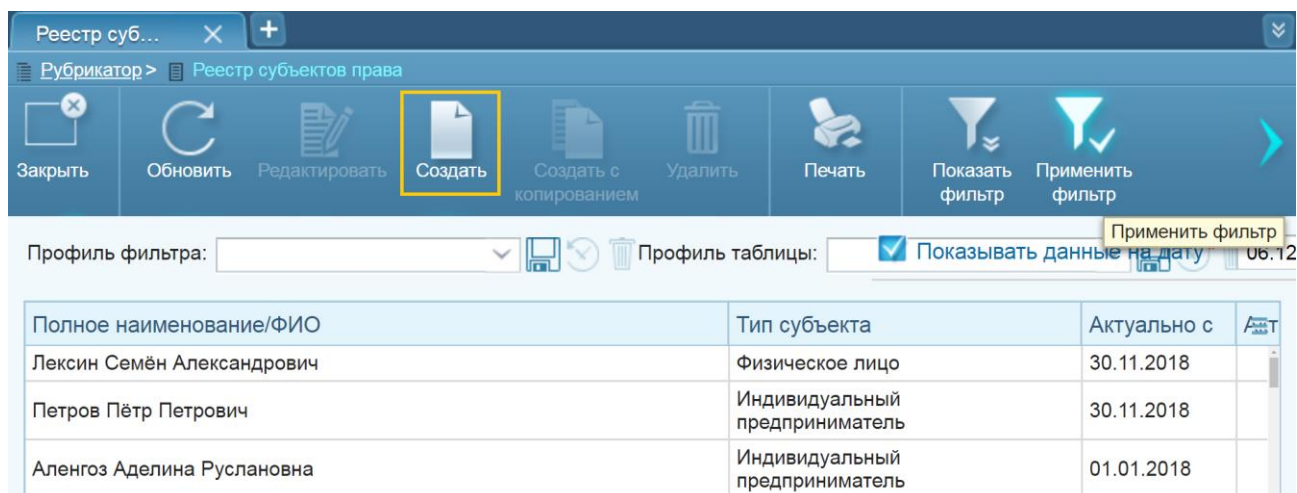 Реестр суб...
Рубрикатор > Реестр субъектов права
Закрыть Обновить Редактировать Создать Создать с копированием Удалить Печать Показать фильтр Применить фильтр
Применить фильтр
Профиль фильтра: Профиль таблицы: Показывать данные на дату 06.12
Полное наименование/ФИО Тип субъекта Актуально с
Лексин Семён Александрович Физическое лицо 30.11.2018
Петров Пётр Петрович Индивидуальный предприниматель 30.11.2018
Аленгоз Аделина Руслановна Индивидуальный предприниматель 01.01.2018